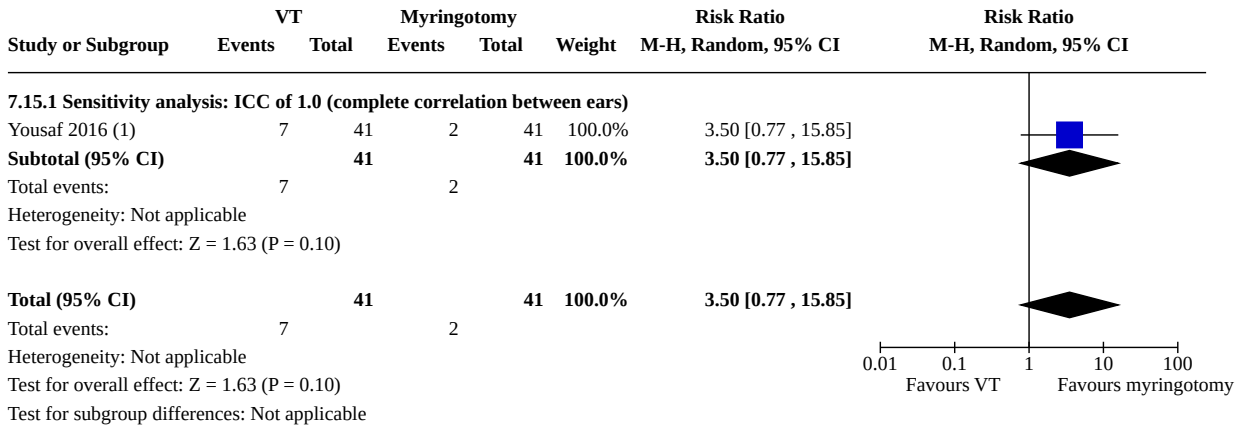 VT Myringotomy Risk Ratio Risk Ratio
Study or Subgroup Events Total Events Total Weight M-H, Random, 95% CI M-H, Random, 95% CI
7.15.1 Sensitivity analysis: ICC of 1.0 (complete correlation between ears)
Yousaf 2016 (1) 7 41 2 41 100.0% 3.50 [0.77 , 15.85]
Subtotal (95% CI) 41 41 100.0% 3.50 [0.77 , 15.85]
Total events: 7 2
Heterogeneity: Not applicable
Test for overall effect: Z = 1.63 (P = 0.10)
Total (95% CI) 41 41 100.0% 3.50 [0.77 , 15.85]
Total events: 7 2
Heterogeneity: Not applicable
0.01 0.1 1 10 100
Test for overall effect: Z = 1.63 (P = 0.10)
Favours VT Favours myringotomy
Test for subgroup differences: Not applicable